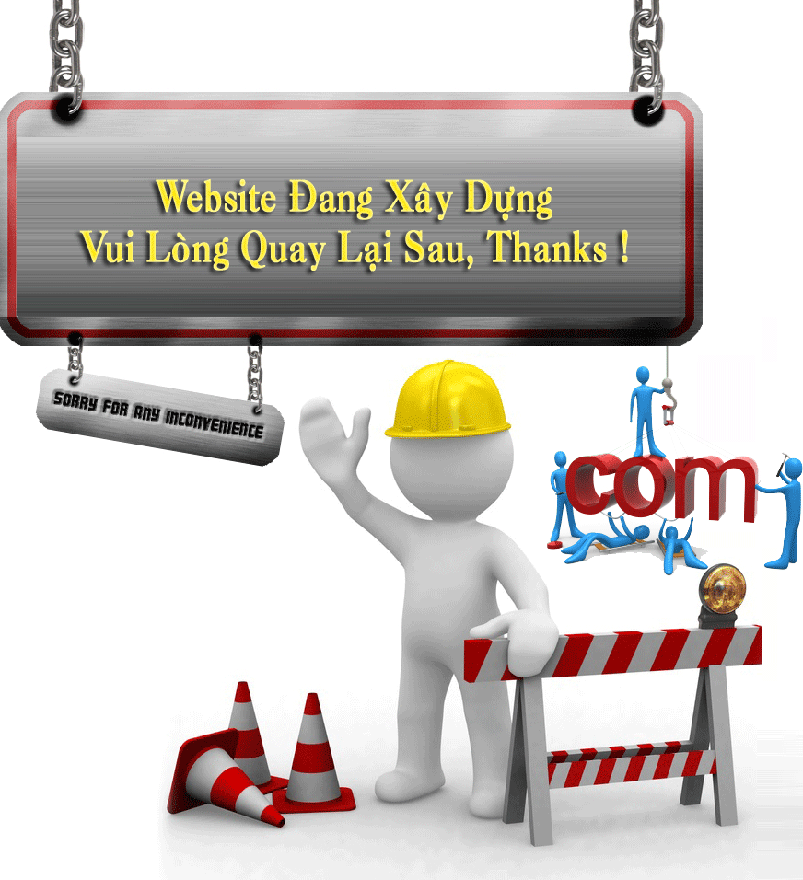 Website Đang Xây Dựng
Vui Lòng Quay Lại Sau, Thanks !
SORRY FOR ANY INCONVENIENCE
com